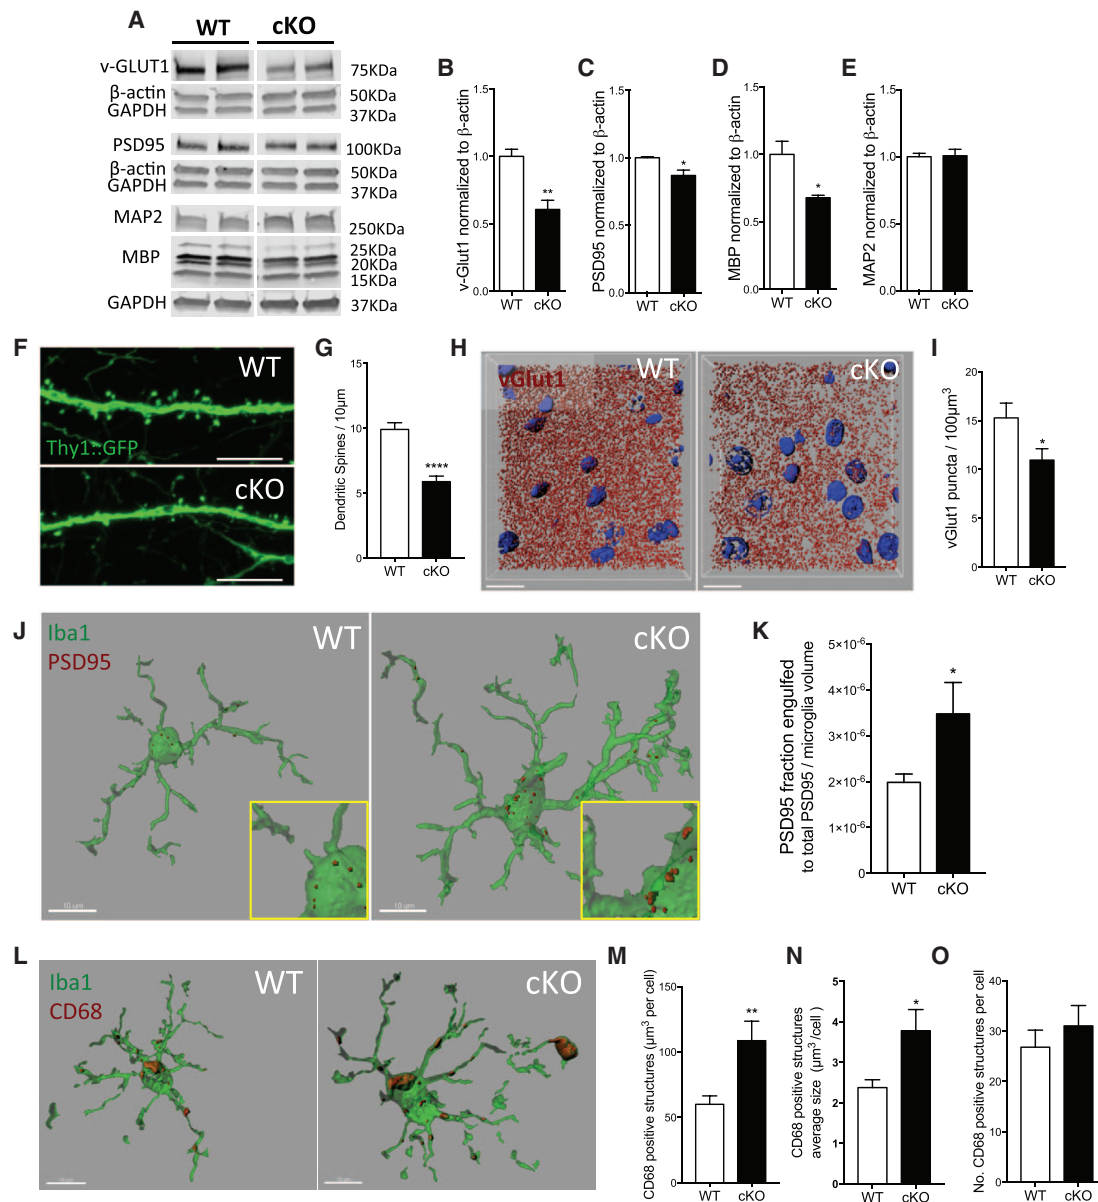 A
WT cKO
v-GLUT1 75KDa
β-actin 50KDa
GAPDH 37KDa
PSD95 100KDa
β-actin 50KDa
GAPDH 37KDa
MAP2 250KDa
MBP 25KDa
20KDa
15KDa
GAPDH 37KDa
B
v-Glut1 normalized to β-actin
1.5
1.0
0.5
0.0
**
WT cKO
C
PSD95 normalized to β-actin
1.5
1.0
0.5
0.0
*
WT cKO
D
MBP normalized to β-actin
1.5
1.0
0.5
0.0
*
WT cKO
E
MAP2 normalized to β-actin
1.5
1.0
0.5
0.0
WT cKO
F
WT
Thy1::GFP
cKO
G
Dendritic Spines / 10µm
15
10
5
0
****
WT cKO
H
vGlut1 WT cKO
I
vGlut1 puncta / 100µm³
20
15
10
5
0
*
WT cKO
J
Iba1 WT cKO
PSD95
10 µm 10 µm
K
PSD95 fraction engulfed
to total PSD95 / microglia volume
5×10⁻⁶
4×10⁻⁶
3×10⁻⁶
2×10⁻⁶
1×10⁻⁶
0
*
WT cKO
L
Iba1 WT cKO
CD68
M
CD68 positive structures (µm³ per cell)
150
100
50
0
**
WT cKO
N
CD68 positive structures
average size (µm³ /cell )
5
4
3
2
1
0
*
WT cKO
O
No. CD68 positive structures per cell
40
30
20
10
0
WT cKO